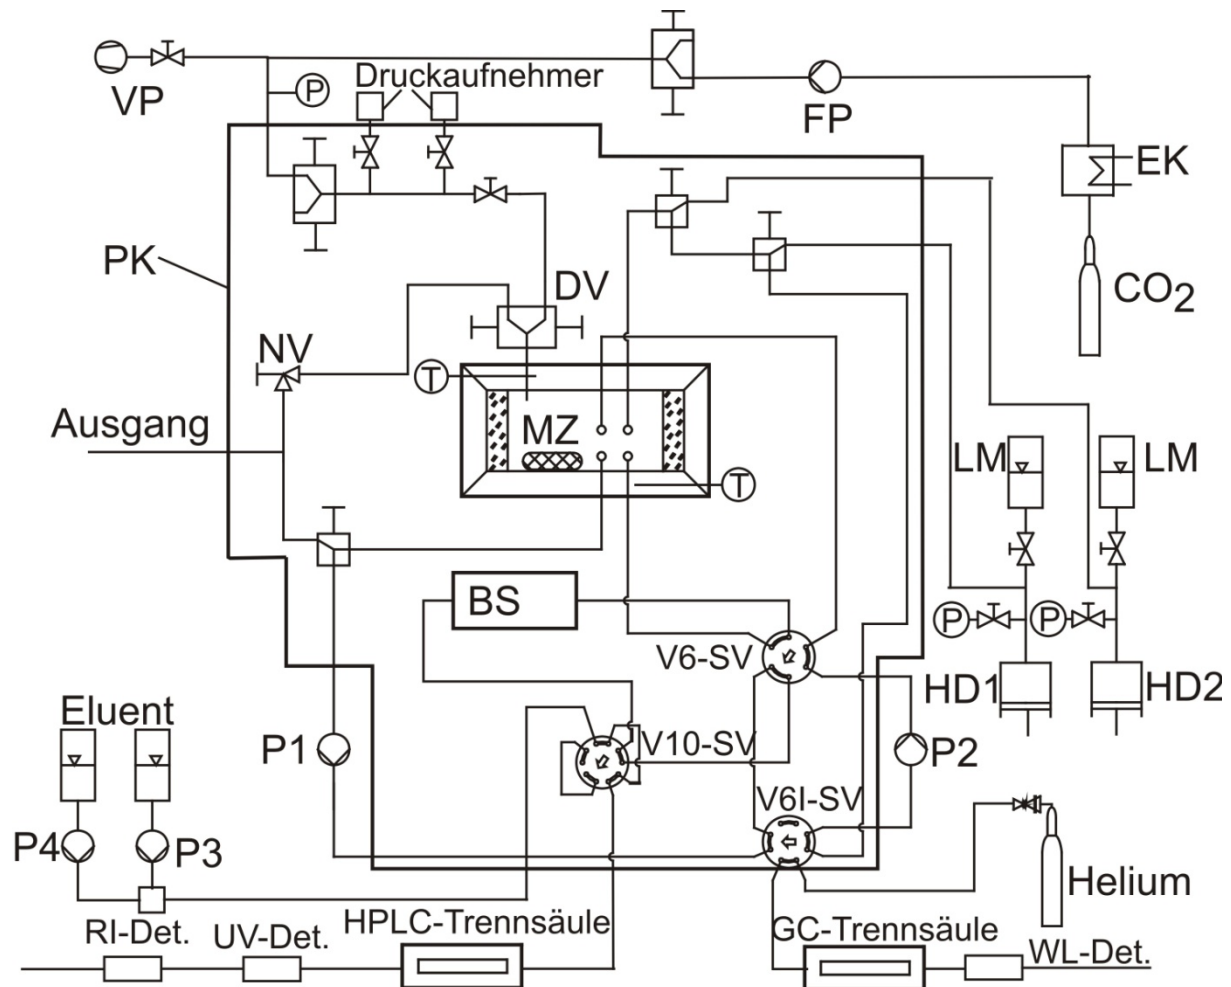 VP
P
Druckaufnehmer
FP
EK
PK
DV
CO2
NV
T
Ausgang
MZ
LM
LM
T
BS
P
P
V6-SV
HD1
HD2
Eluent
P1
V10-SV
P2
V6I-SV
P4
P3
Helium
RI-Det.
UV-Det.
HPLC-Trennsäule
GC-Trennsäule
WL-Det.